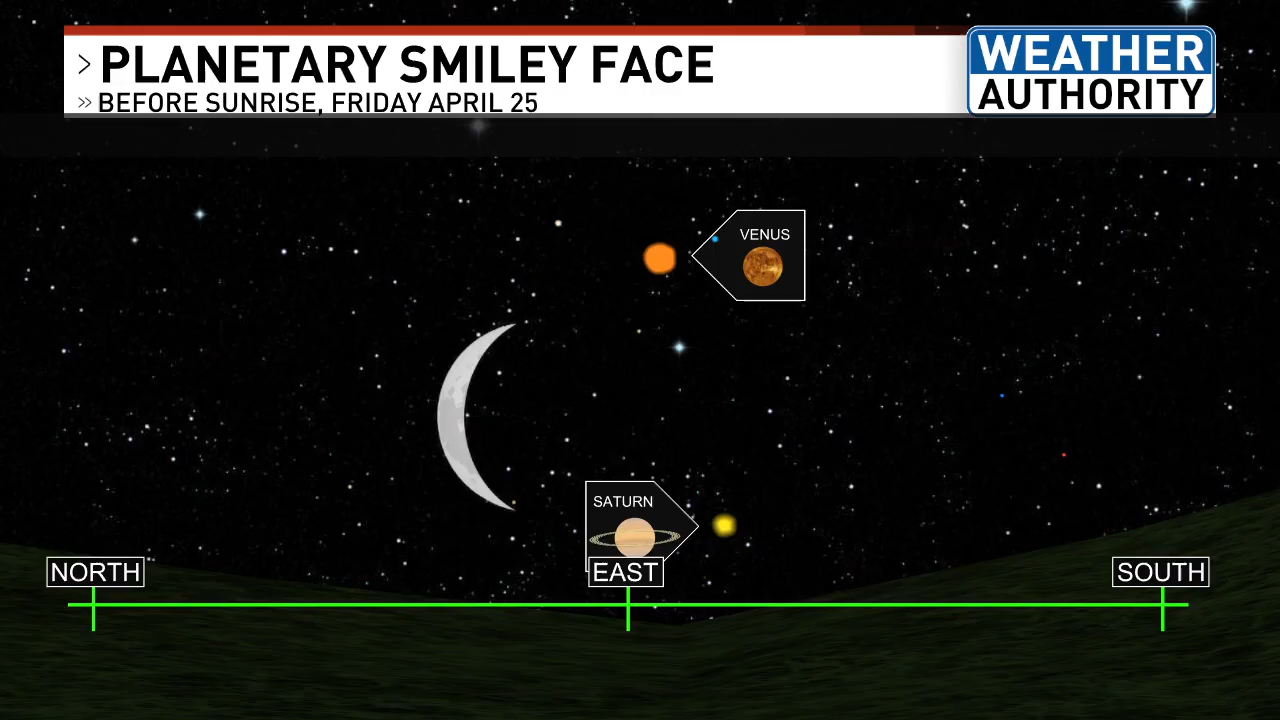 > PLANETARY SMILEY FACE
» BEFORE SUNRISE, FRIDAY APRIL 25
WEATHER
AUTHORITY
VENUS
SATURN
NORTH
EAST
SOUTH